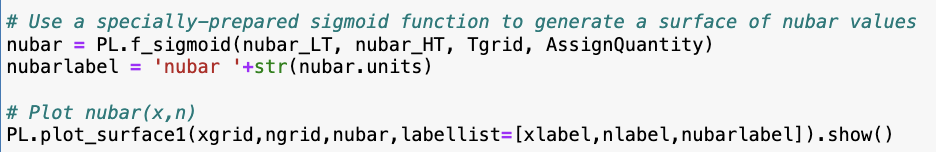 # Use a specially-prepared sigmoid function to generate a surface of nubar values
nubar = PL.f_sigmoid(nubar_LT, nubar_HT, Tgrid, AssignQuantity)
nubarlabel = 'nubar '+str(nubar.units)
# Plot nubar(x,n)
PL.plot_surface1(xgrid,ngrid,nubar,labellist=[xlabel,nlabel,nubarlabel]).show()